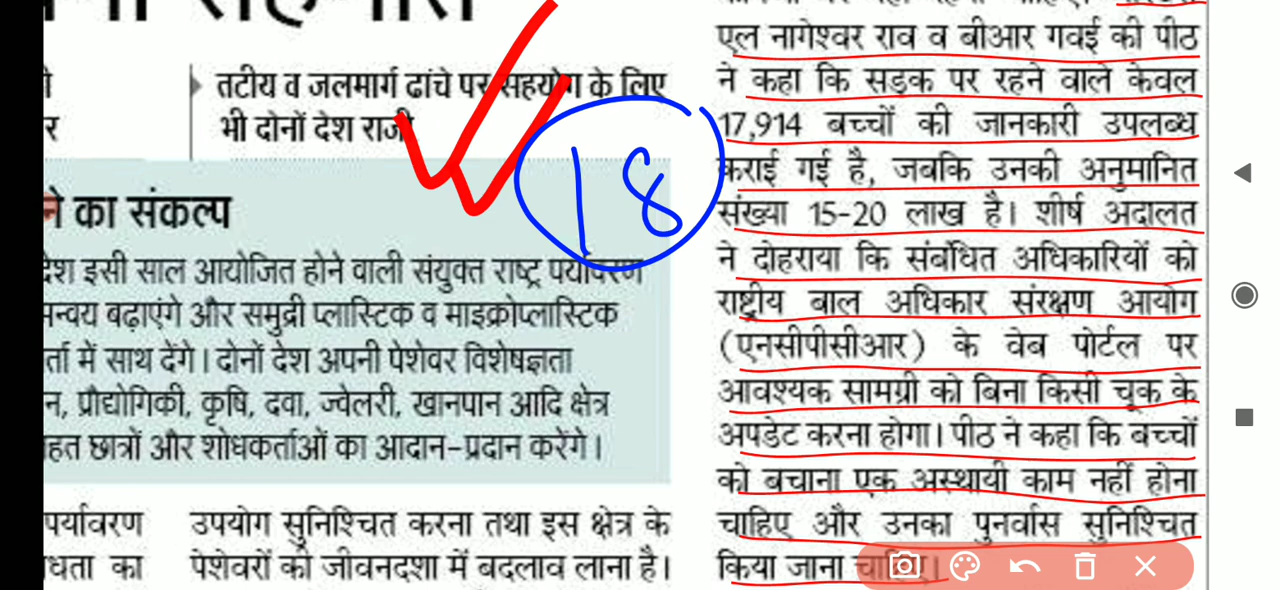 तटीय व जलमार्ग ढांचे पर सहयोग के लिए
भी दोनों देश राजी
18
ने का संकल्प
देश इसी साल आयोजित होने वाली संयुक्त राष्ट्र पर्यावरण
मन्वय बढ़ाएंगे और समुद्री प्लास्टिक व माइक्रोप्लास्टिक
र्ता में साथ देंगे। दोनों देश अपनी पेशेवर विशेषज्ञता
न, प्रौद्योगिकी, कृषि, दवा, ज्वेलरी, खानपान आदि क्षेत्र
हत छात्रों और शोधकर्ताओं का आदान-प्रदान करेंगे।
पर्यावरण
धता का
उपयोग सुनिश्चित करना तथा इस क्षेत्र के
पेशेवरों की जीवनदशा में बदलाव लाना है।
एल नागेश्वर राव व बीआर गवई की पीठ
ने कहा कि सड़क पर रहने वाले केवल
17,914 बच्चों की जानकारी उपलब्ध
कराई गई है, जबकि उनकी अनुमानित
संख्या 15-20 लाख है। शीर्ष अदालत
ने दोहराया कि संबंधित अधिकारियों को
राष्ट्रीय बाल अधिकार संरक्षण आयोग
(एनसीपीसीआर) के वेब पोर्टल पर
आवश्यक सामग्री को बिना किसी चूक के
अपडेट करना होगा। पीठ ने कहा कि बच्चों
को बचाना एक अस्थायी काम नहीं होना
चाहिए और उनका पुनर्वास सुनिश्चित
किया जाना चाहिए।